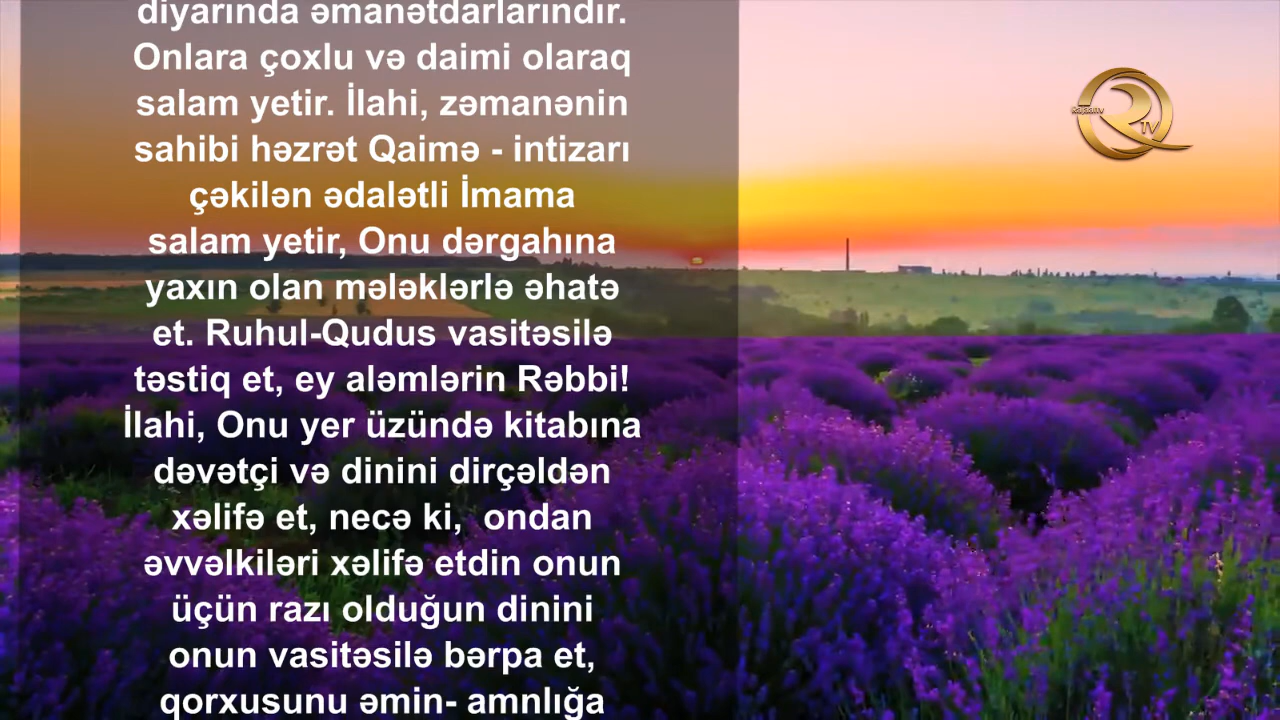 diyarında əmanətdarlarındır.
Onlara çoxlu və daimi olaraq
salam yetir. İlahi, zəmanənin
sahibi həzrət Qaimə - intizarı
çəkilən ədalətli İmama
salam yetir, Onu dərgahına
yaxın olan mələklərlə əhatə
et. Ruhul-Qudus vasitəsilə
təstiq et, ey aləmlərin Rəbbi!
İlahi, Onu yer üzündə kitabına
dəvətçi və dinini dirçəldən
xəlifə et, necə ki,  ondan
əvvəlkiləri xəlifə etdin onun
üçün razı olduğun dinini
onun vasitəsilə bərpa et,
qorxusunu əmin- amnlığa
R
TV